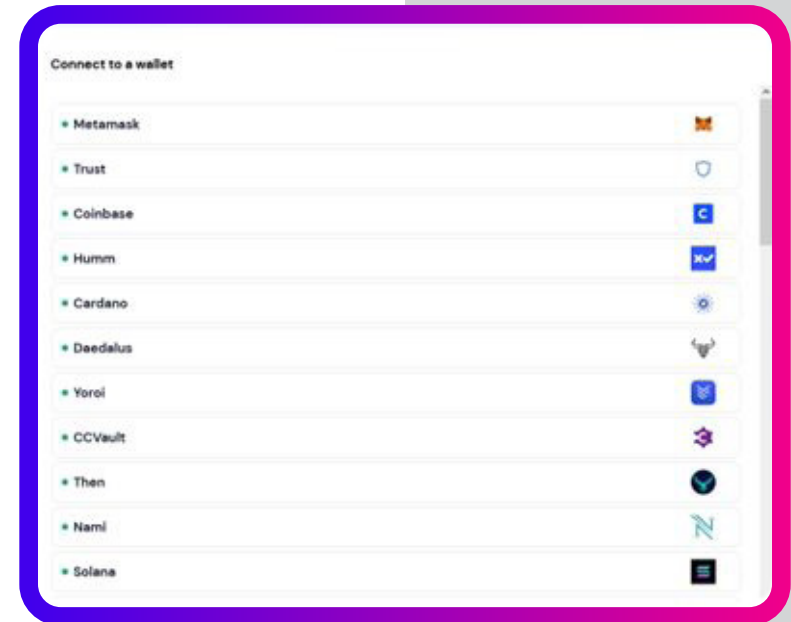 Connect to a wallet
Metamask
Trust
Coinbase
Humm
Cardano
Daedalus
Yoroi
CCVault
Then
Nami
Solana